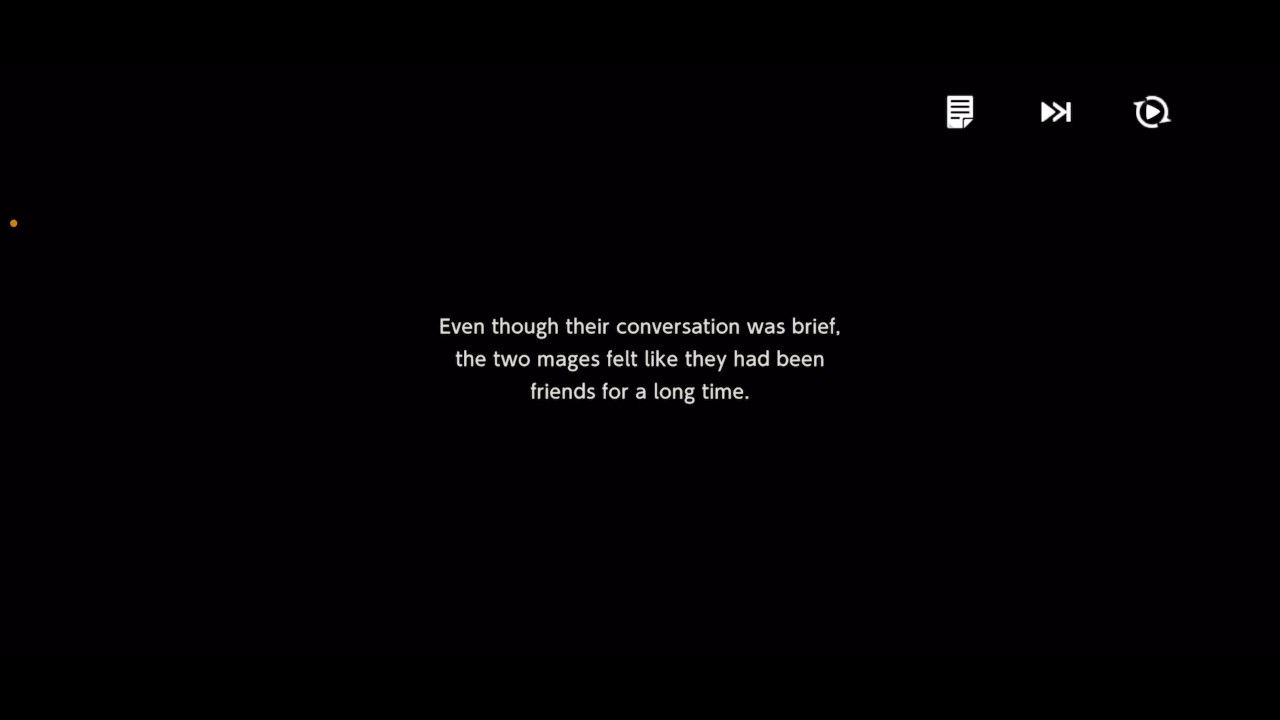 Even though their conversation was brief,
the two mages felt like they had been
friends for a long time.